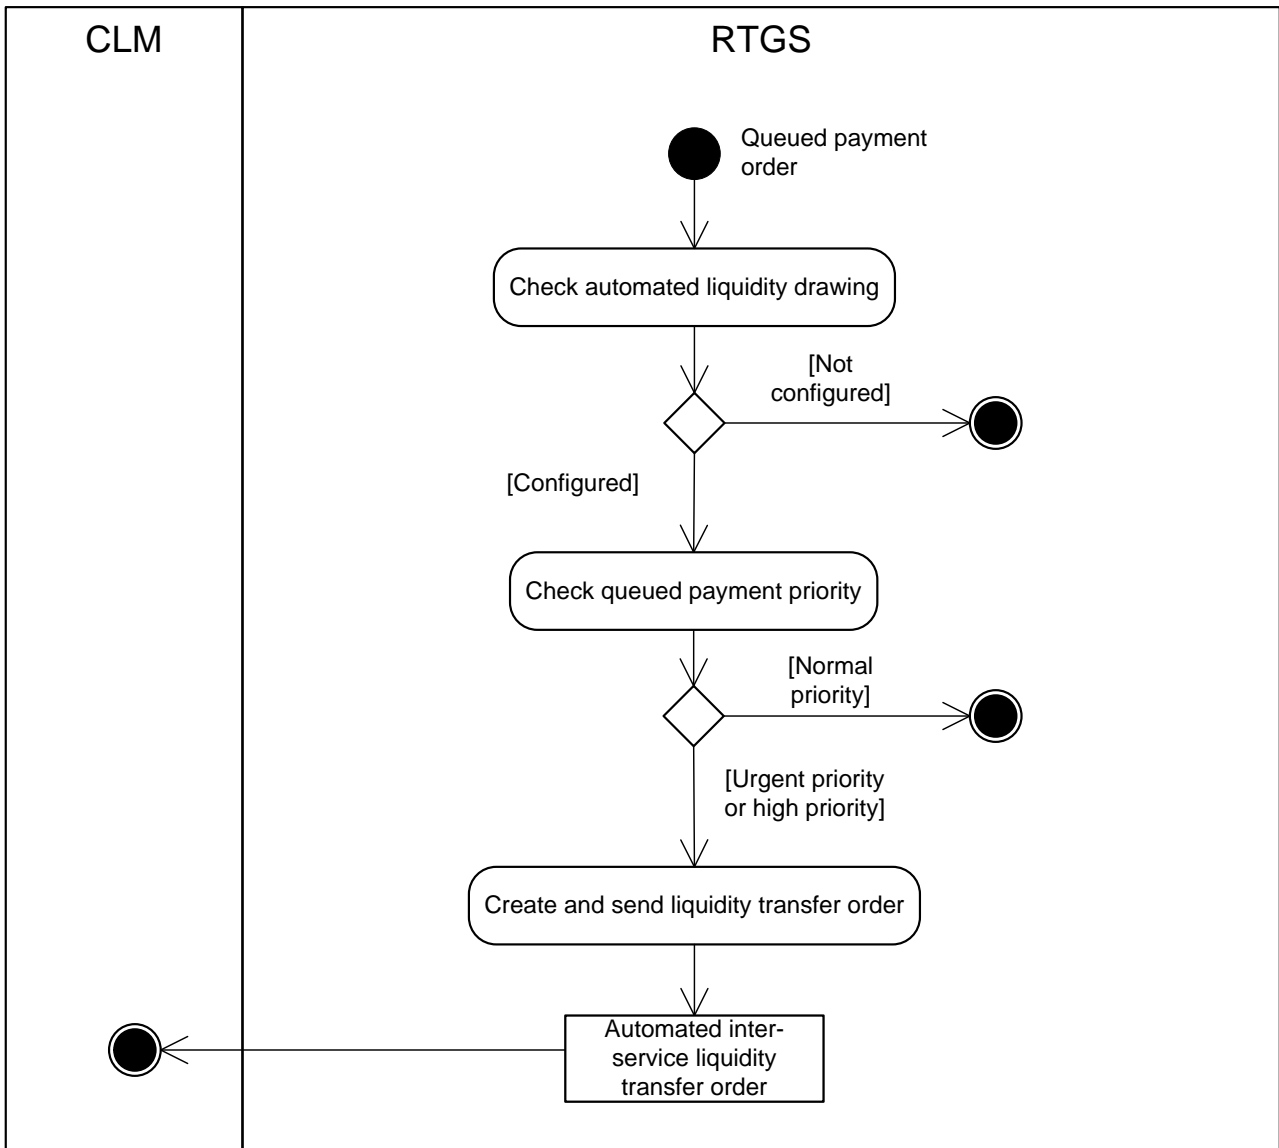 CLM
RTGS
Queued payment
order
Check automated liquidity drawing
[Not
configured]
[Configured]
Check queued payment priority
[Normal
priority]
[Urgent priority
or high priority]
Create and send liquidity transfer order
Automated inter-
service liquidity
transfer order